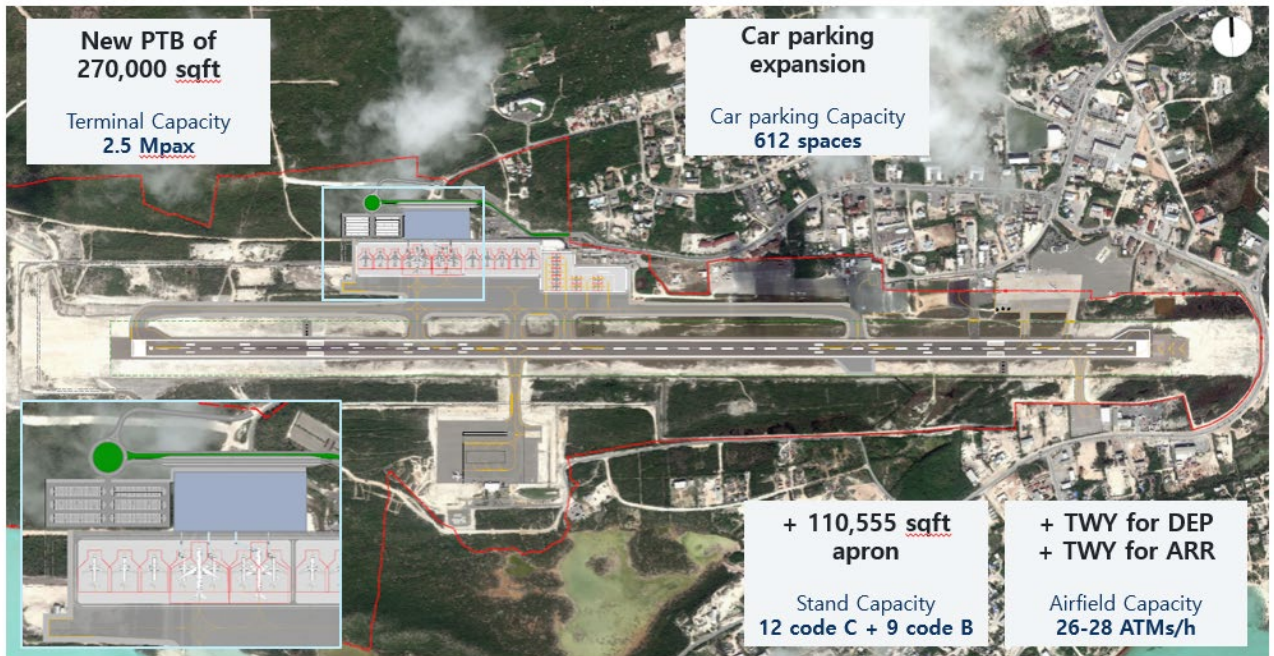 New PTB of
270,000 sqft
Terminal Capacity
2.5 Mpax
Car parking
expansion
Car parking Capacity
612 spaces
+ 110,555 sqft
apron
Stand Capacity
12 code C + 9 code B
+ TWY for DEP
+ TWY for ARR
Airfield Capacity
26-28 ATMs/h